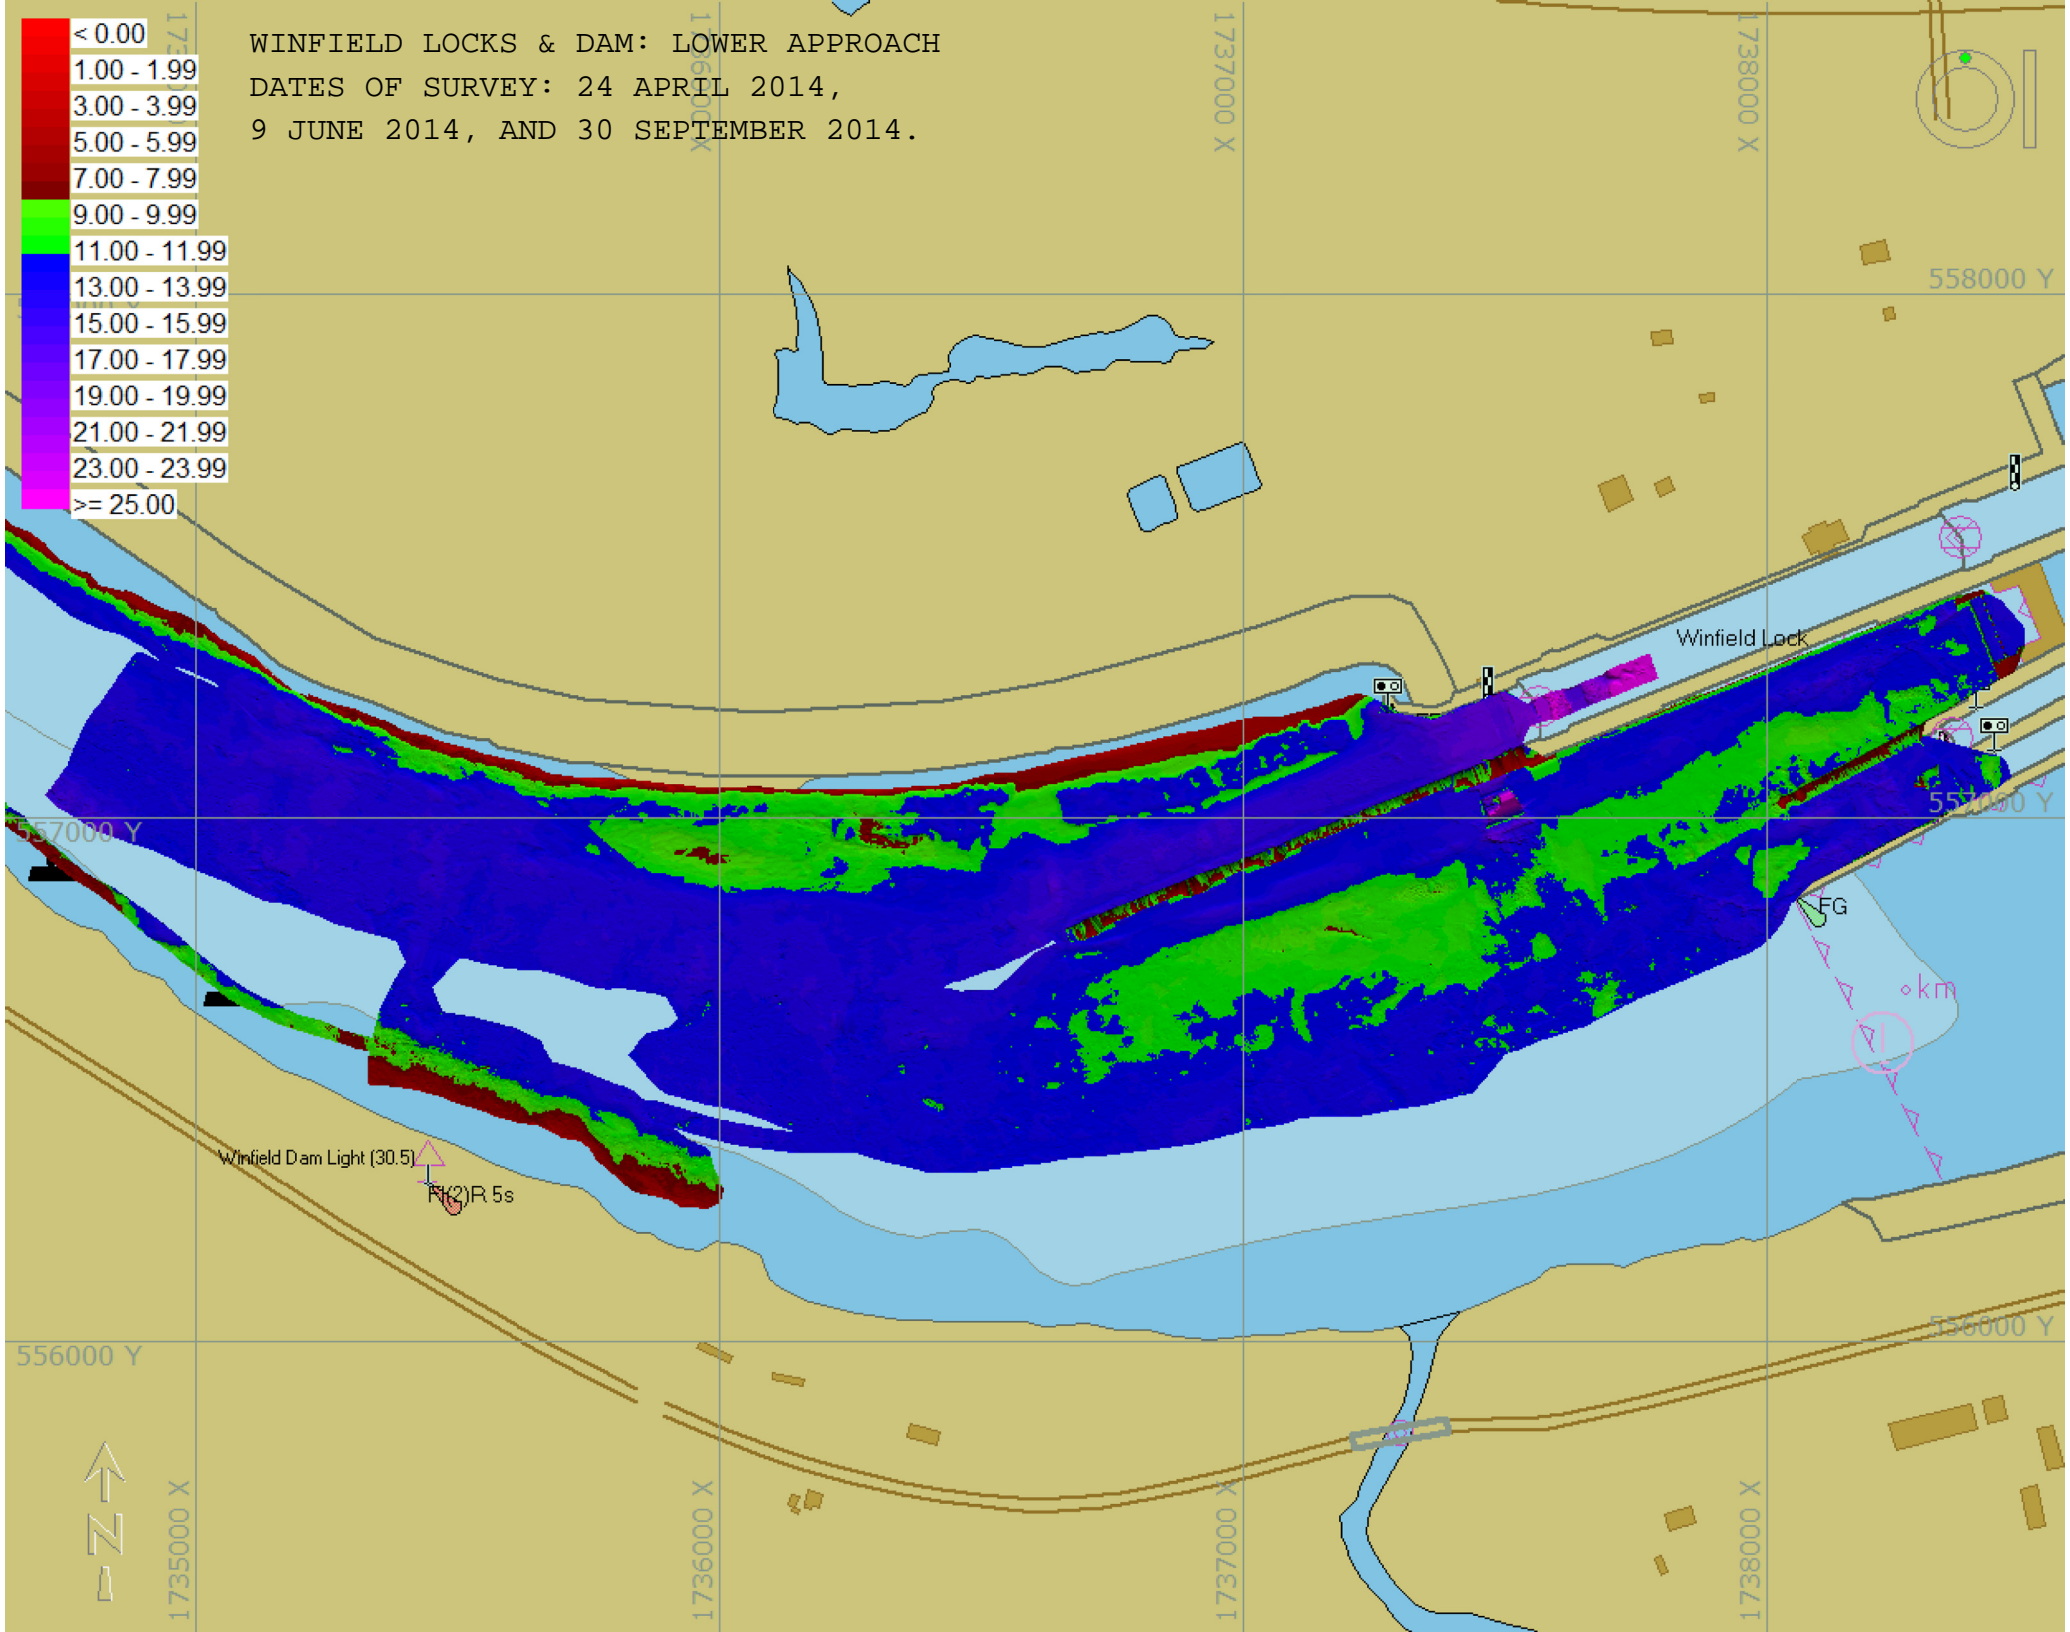 < 0.00
1.00 - 1.99
3.00 - 3.99
5.00 - 5.99
7.00 - 7.99
9.00 - 9.99
11.00 - 11.99
13.00 - 13.99
15.00 - 15.99
17.00 - 17.99
19.00 - 19.99
21.00 - 21.99
23.00 - 23.99
>= 25.00
WINFIELD LOCKS & DAM: LOWER APPROACH
DATES OF SURVEY: 24 APRIL 2014,
9 JUNE 2014, AND 30 SEPTEMBER 2014.
1736000 X
1737000 X
1738000 X
558000 Y
Winfield Lock
557000 Y
557000 Y
FG
km
Winfield Dam Light (30.5)
Fl(2)R 5s
556000 Y
556000 Y
N
1735000 X
1736000 X
1737000 X
1738000 X